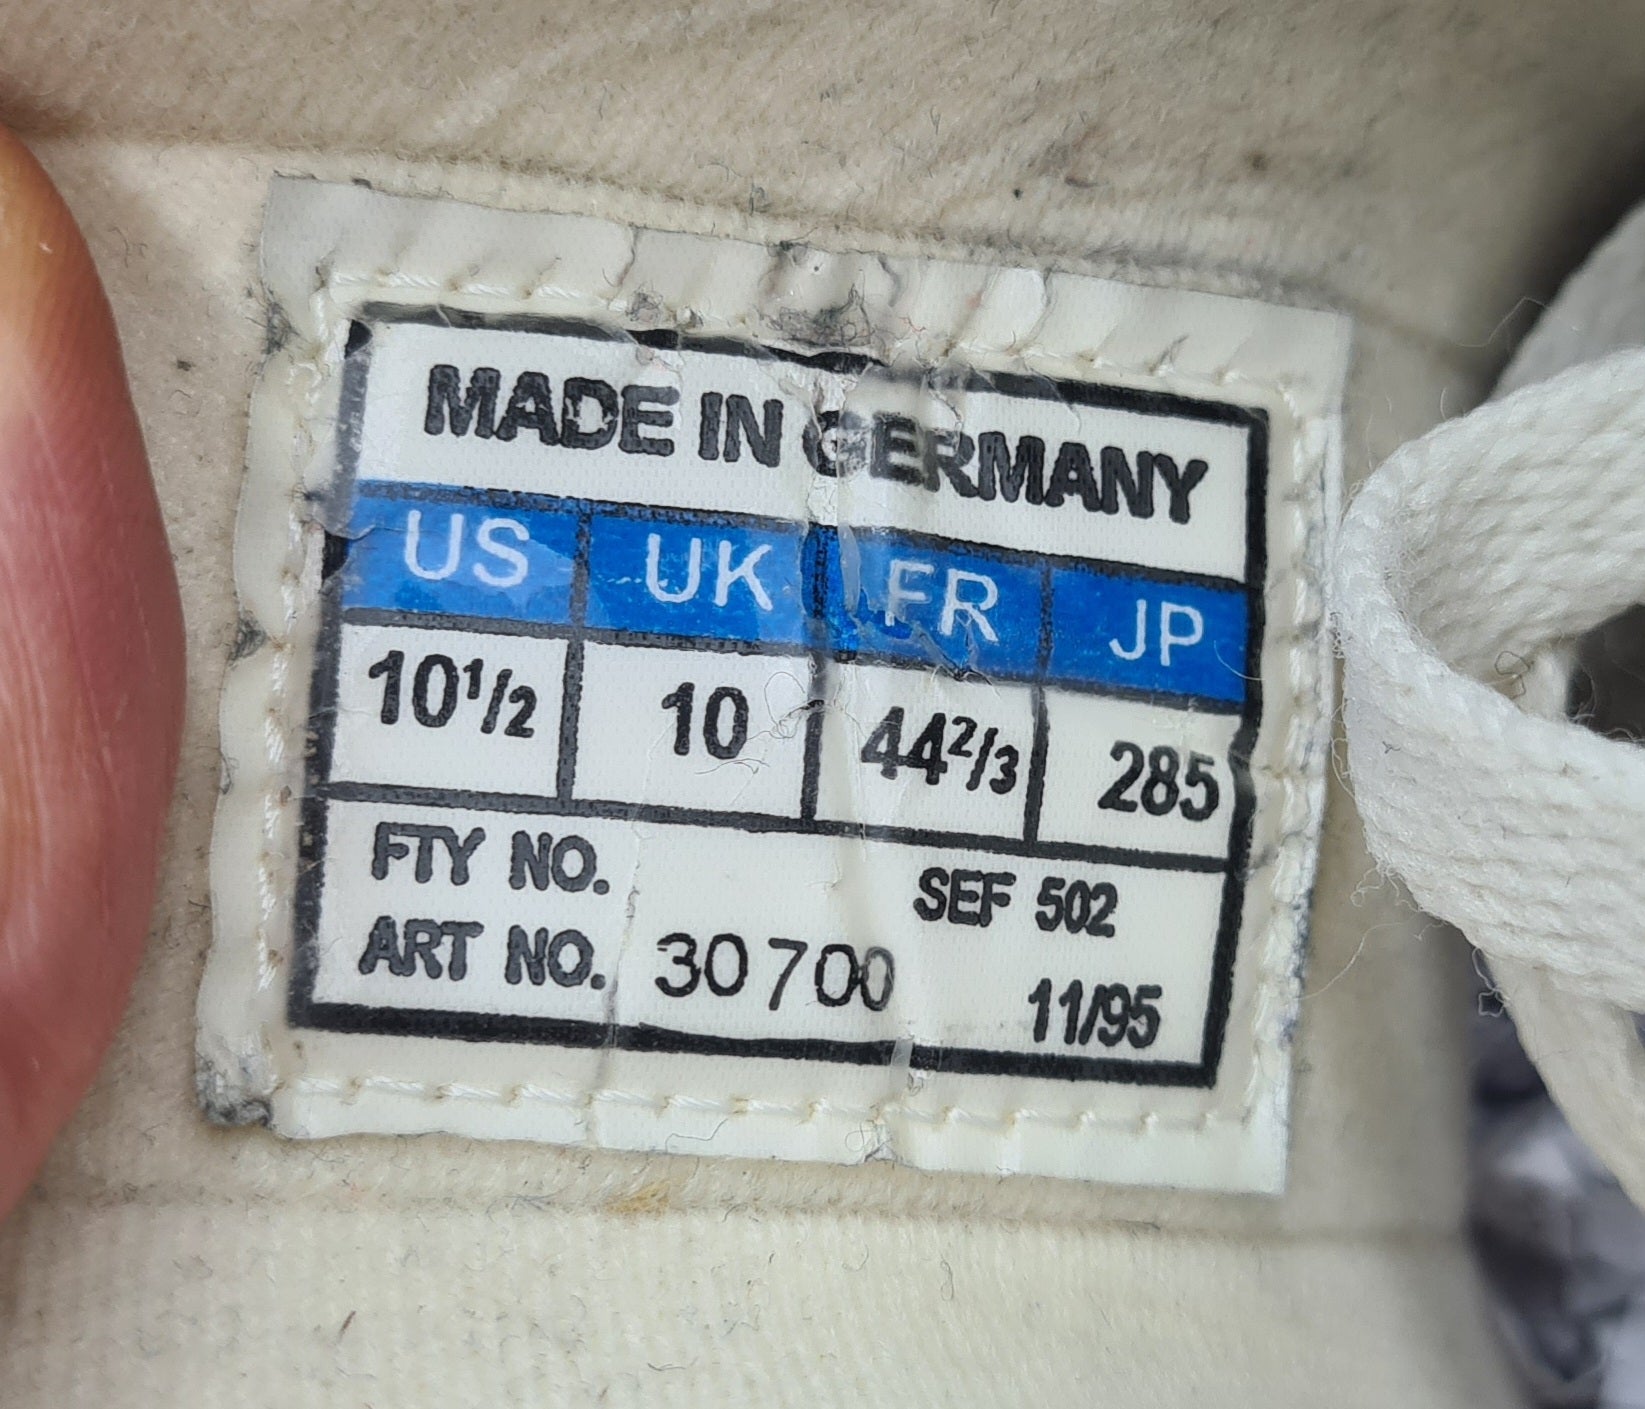 MADE IN GERMANY
US UK FR JP
10 1/2 10 44 2/3 285
FTY NO. SEF 502
ART NO. 30700 11/95